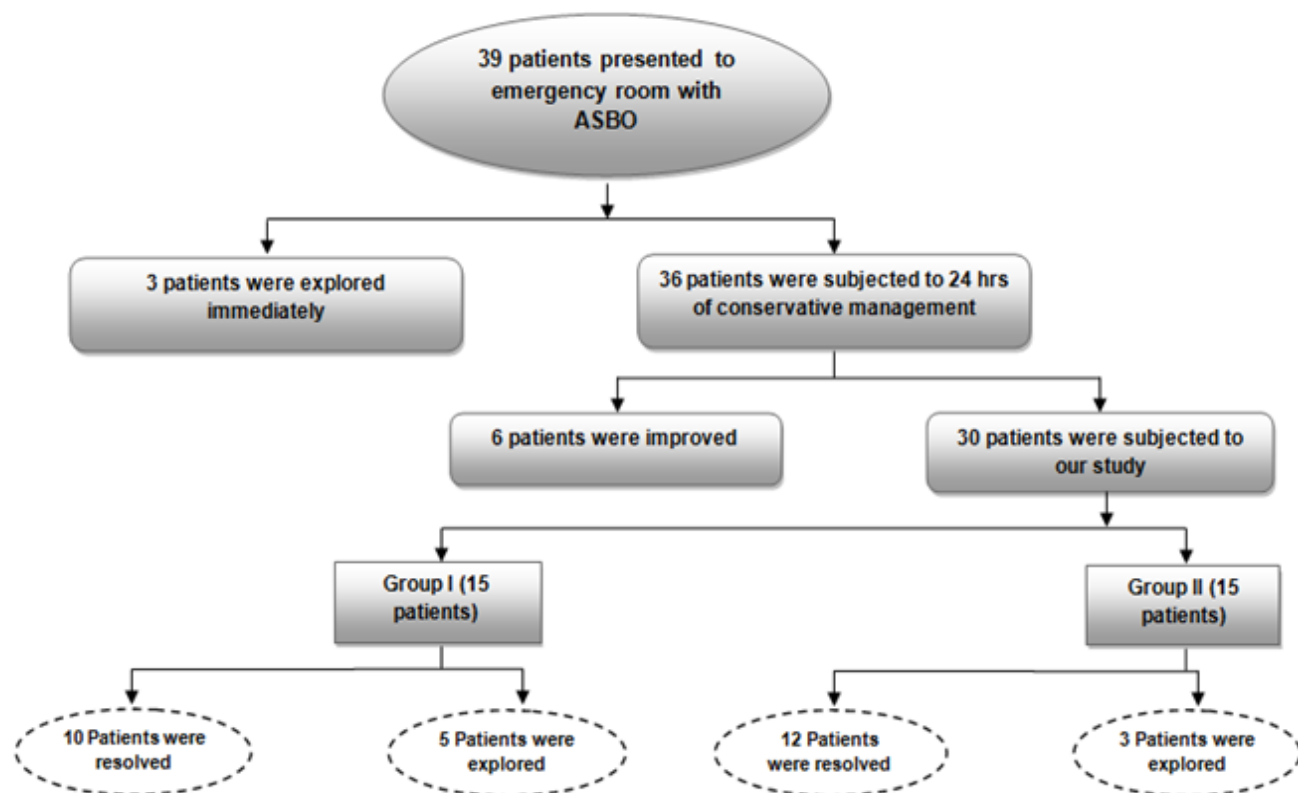 39 patients presented to
emergency room with
ASBO
3 patients were explored
immediately
36 patients were subjected to 24 hrs
of conservative management
6 patients were improved
30 patients were subjected to
our study
Group I (15
patients)
Group II (15
patients)
10 Patients were
resolved
5 Patients were
explored
12 Patients
were resolved
3 Patients were
explored